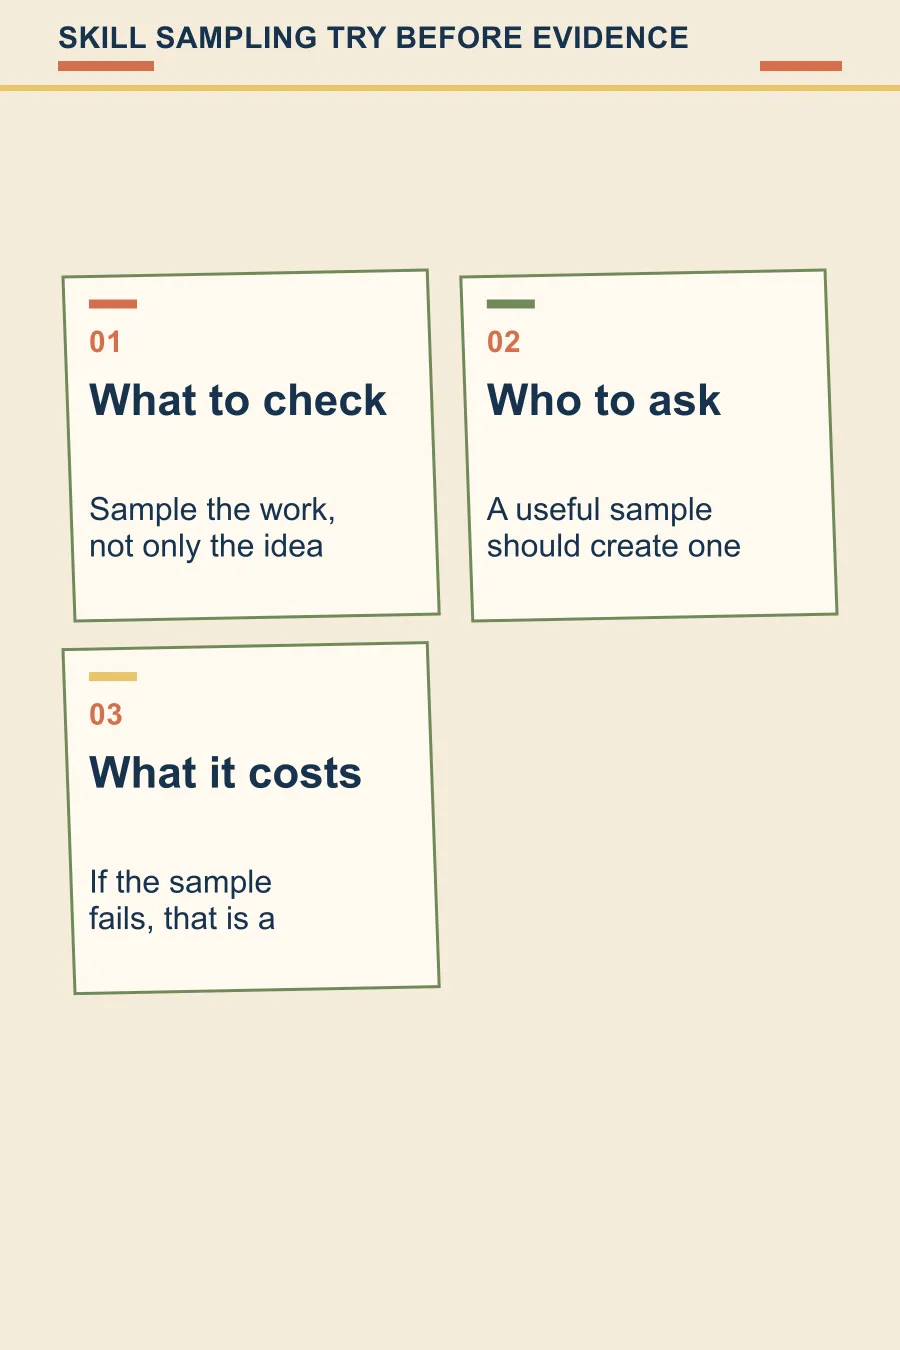 SKILL SAMPLING TRY BEFORE EVIDENCE
01
What to check
Sample the work,
not only the idea
02
Who to ask
A useful sample
should create one
03
What it costs
If the sample
fails, that is a